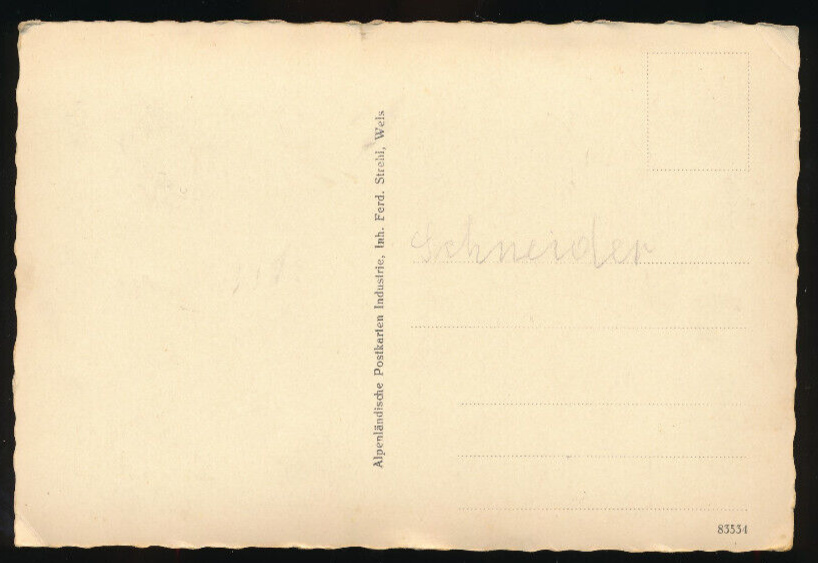 Alpenländische Postkarten Industrie, Inh. Ferd. Strehl, Wels
Schneider
83534